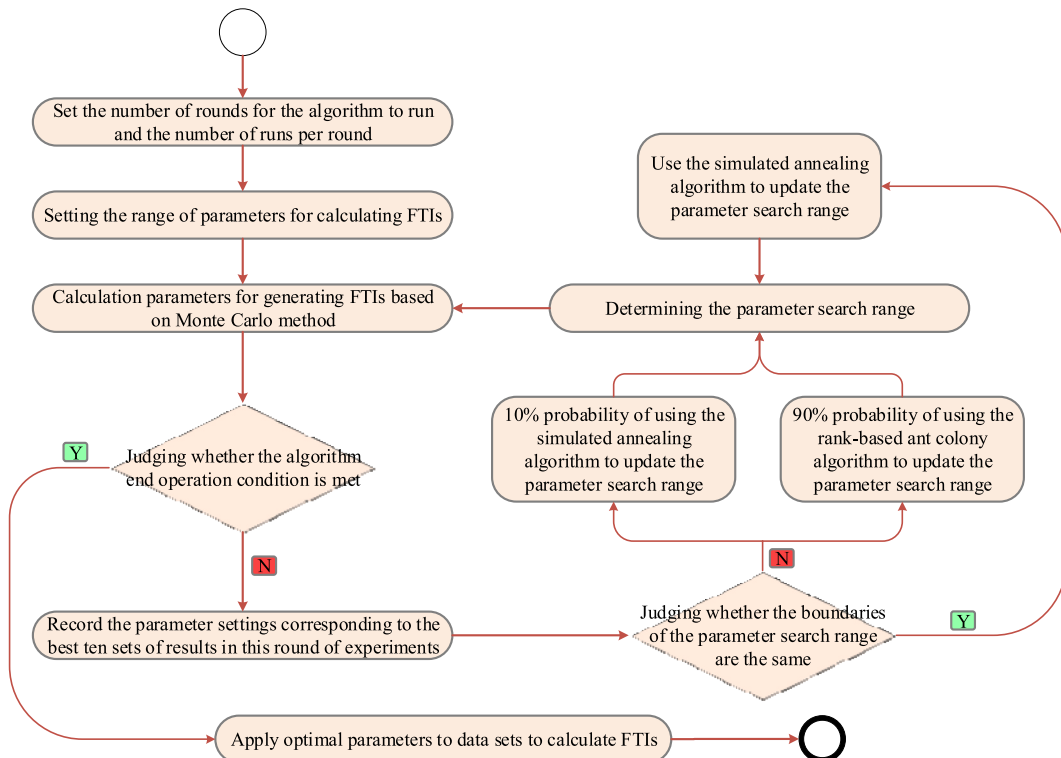 Set the number of rounds for the algorithm to run
and the number of runs per round
Setting the range of parameters for calculating FTIs
Calculation parameters for generating FTIs based
on Monte Carlo method
Judging whether the algorithm
end operation condition is met
Y
N
Record the parameter settings corresponding to the
best ten sets of results in this round of experiments
Judging whether the boundaries
of the parameter search range
are the same
Y
N
10% probability of using the
simulated annealing
algorithm to update the
parameter search range
90% probability of using the
rank-based ant colony
algorithm to update the
parameter search range
Use the simulated annealing
algorithm to update the
parameter search range
Determining the parameter search range
Apply optimal parameters to data sets to calculate FTIs